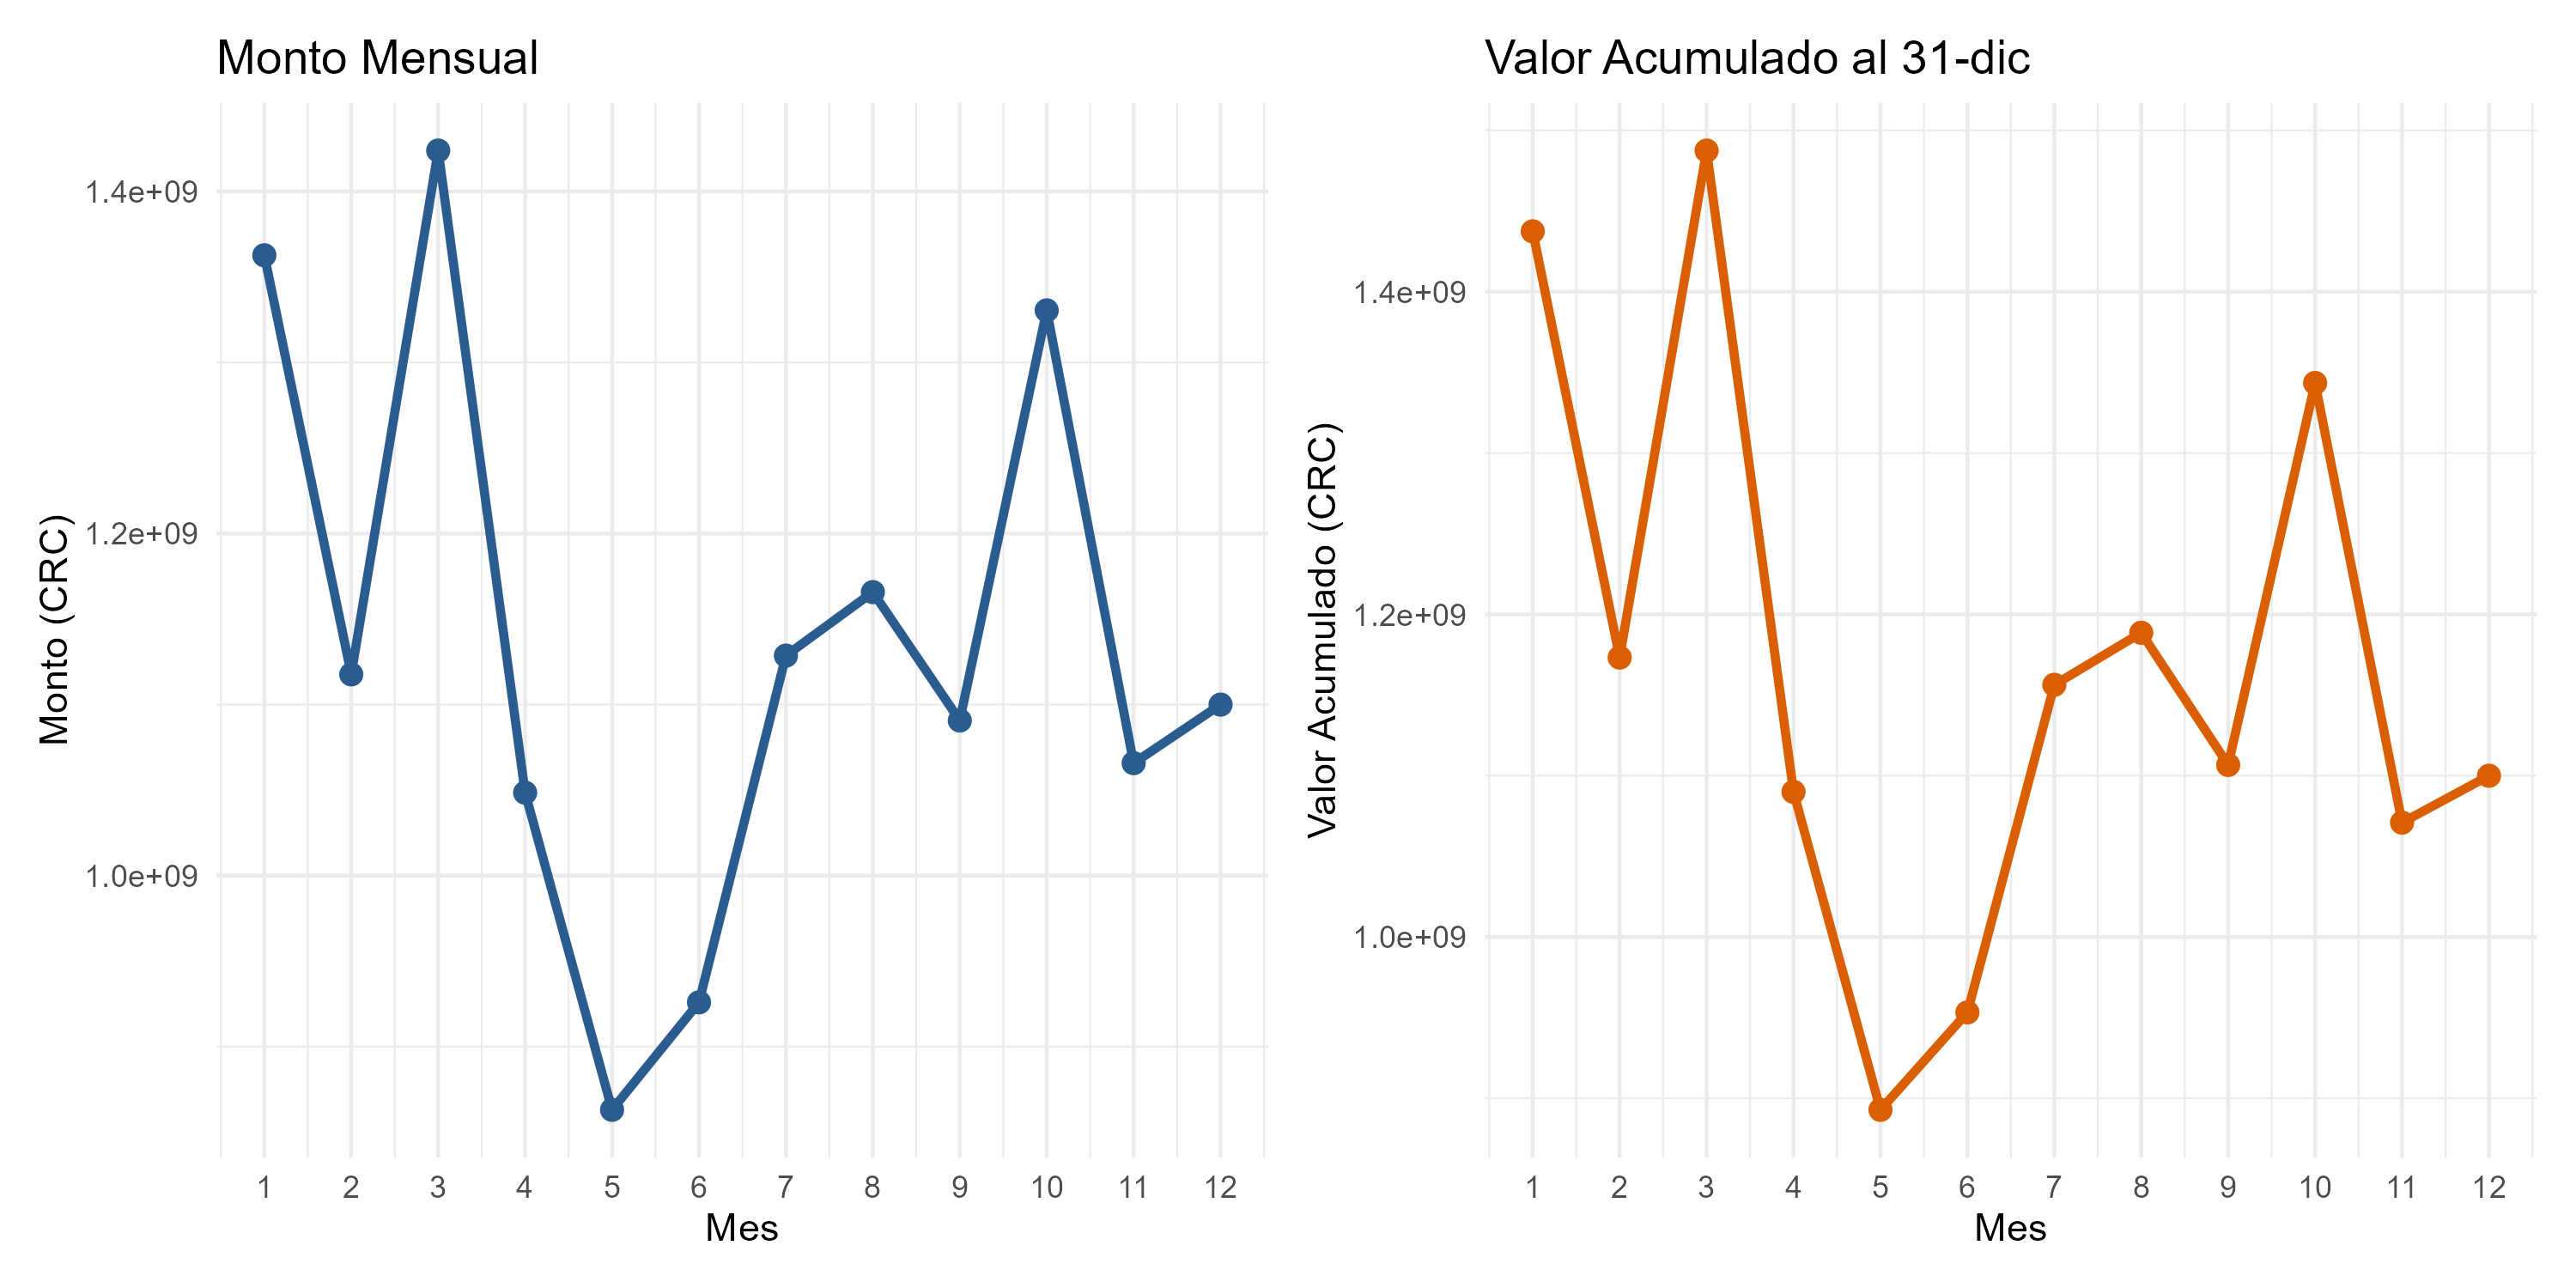 Monto Mensual
Monto (CRC)
1.4e+09
1.2e+09
1.0e+09
1 2 3 4 5 6 7 8 9 10 11 12
Mes
Valor Acumulado al 31-dic
Valor Acumulado (CRC)
1.4e+09
1.2e+09
1.0e+09
1 2 3 4 5 6 7 8 9 10 11 12
Mes